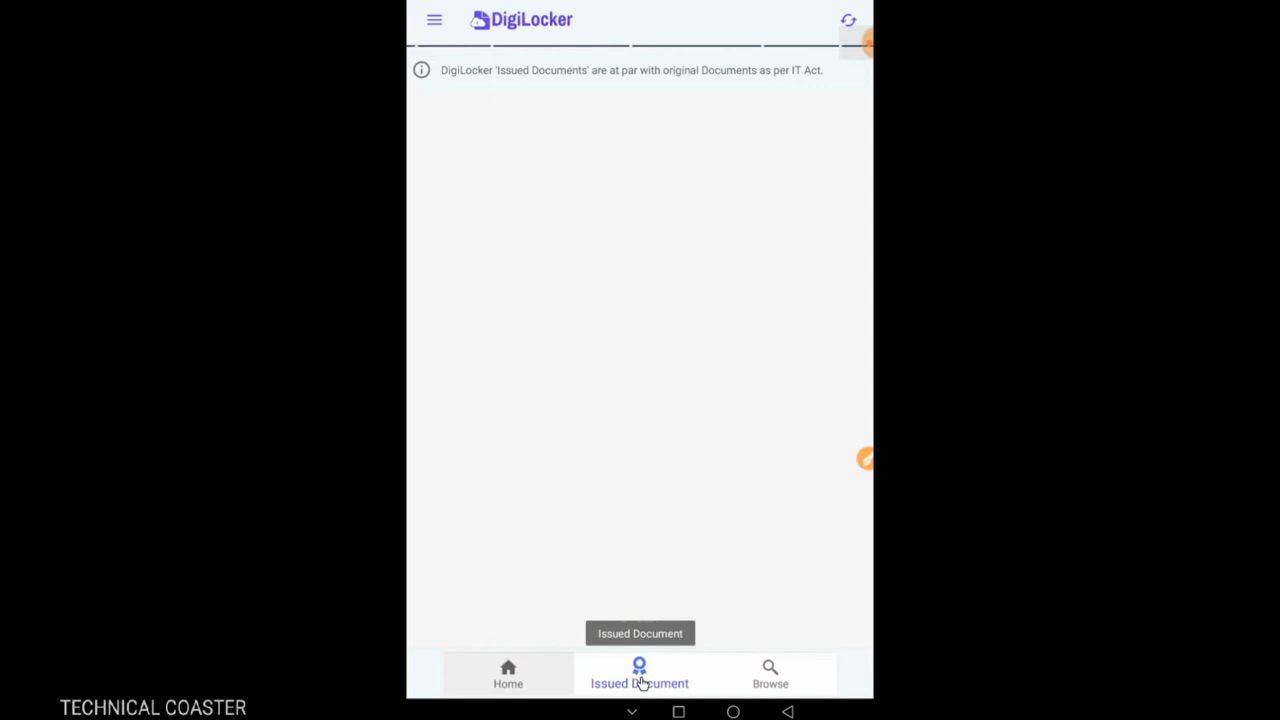 DigiLocker
DigiLocker 'Issued Documents' are at par with original Documents as per IT Act.
Issued Document
Home
Issued Document
Browse
TECHNICAL COASTER